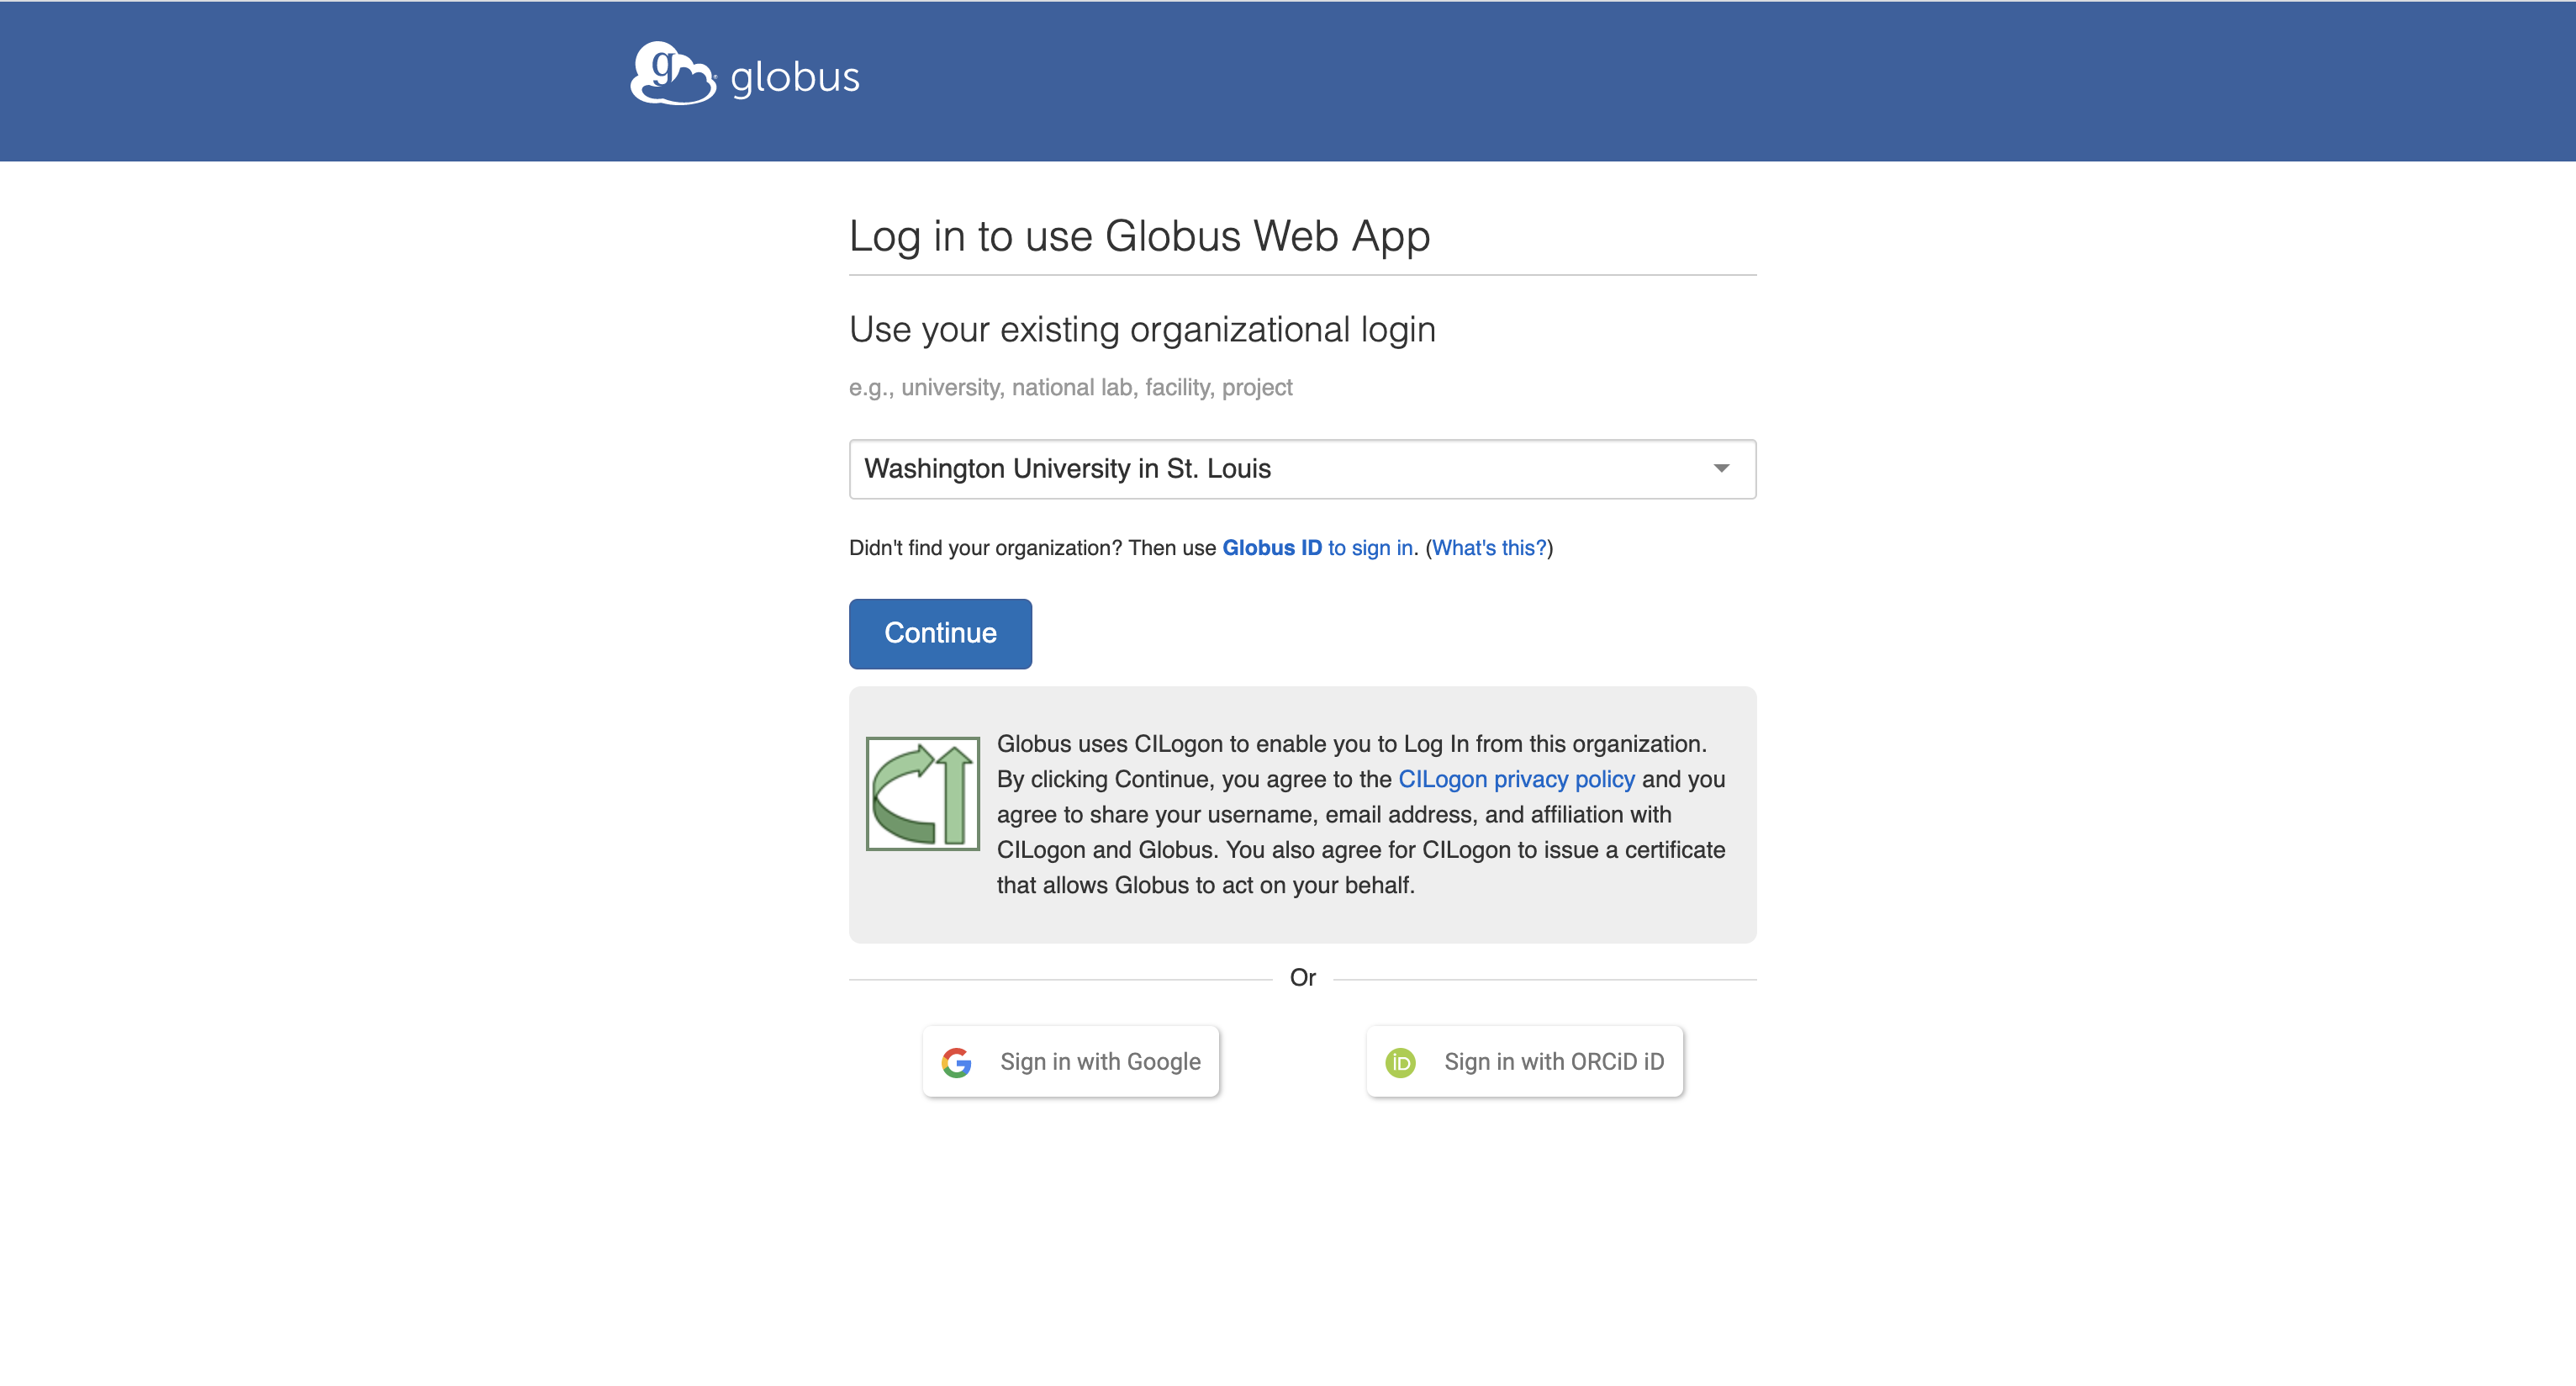 g globus
Log in to use Globus Web App
Use your existing organizational login
e.g., university, national lab, facility, project
Washington University in St. Louis
Didn't find your organization? Then use Globus ID to sign in. (What's this?)
Continue
CI
Globus uses CILogon to enable you to Log In from this organization.
By clicking Continue, you agree to the CILogon privacy policy and you
agree to share your username, email address, and affiliation with
CILogon and Globus. You also agree for CILogon to issue a certificate
that allows Globus to act on your behalf.
Or
G Sign in with Google
iD Sign in with ORCiD iD